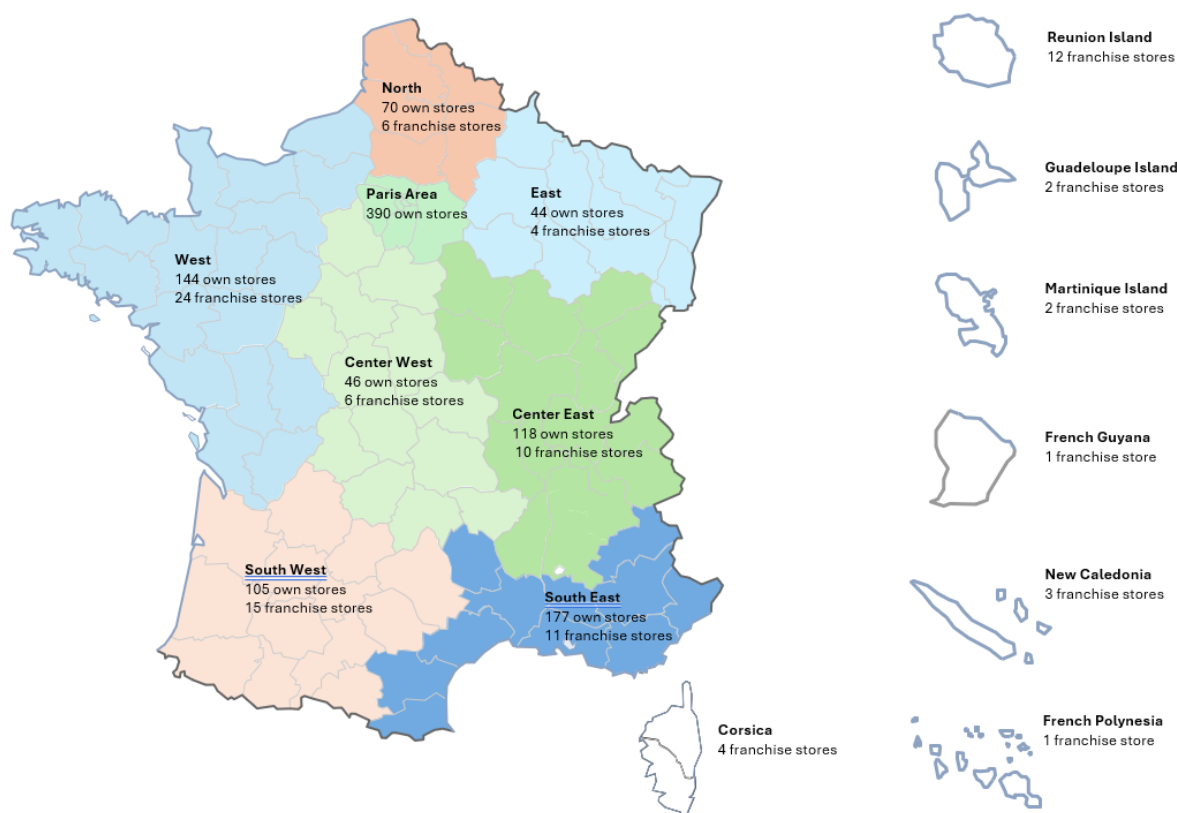 North
70 own stores
6 franchise stores
Paris Area
390 own stores
East
44 own stores
4 franchise stores
West
144 own stores
24 franchise stores
Center West
46 own stores
6 franchise stores
Center East
118 own stores
10 franchise stores
South West
105 own stores
15 franchise stores
South East
177 own stores
11 franchise stores
Corsica
4 franchise stores
Reunion Island
12 franchise stores
Guadeloupe Island
2 franchise stores
Martinique Island
2 franchise stores
French Guyana
1 franchise store
New Caledonia
3 franchise stores
French Polynesia
1 franchise store